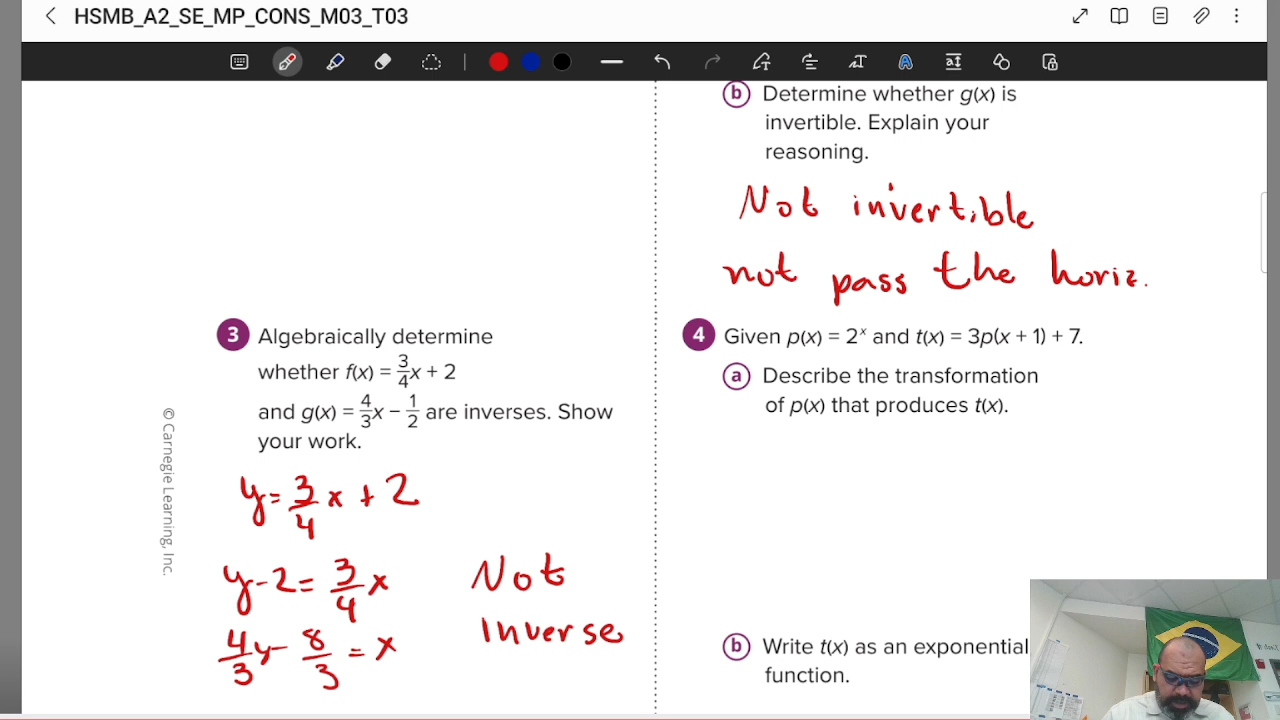 HSMB_A2_SE_MP_CONS_M03_T03
b Determine whether g(x) is
invertible. Explain your
reasoning.
Not invertible
not pass the horiz.
3 Algebraically determine
whether f(x) = 3/4x + 2
and g(x) = 4/3x − 1/2 are inverses. Show
your work.
y = 3/4 x + 2
y - 2 = 3/4 x
4/3 y - 8/3 = x
Not
Inverse
© Carnegie Learning, Inc.
4 Given p(x) = 2ˣ and t(x) = 3p(x + 1) + 7.
a Describe the transformation
of p(x) that produces t(x).
b Write t(x) as an exponential
function.